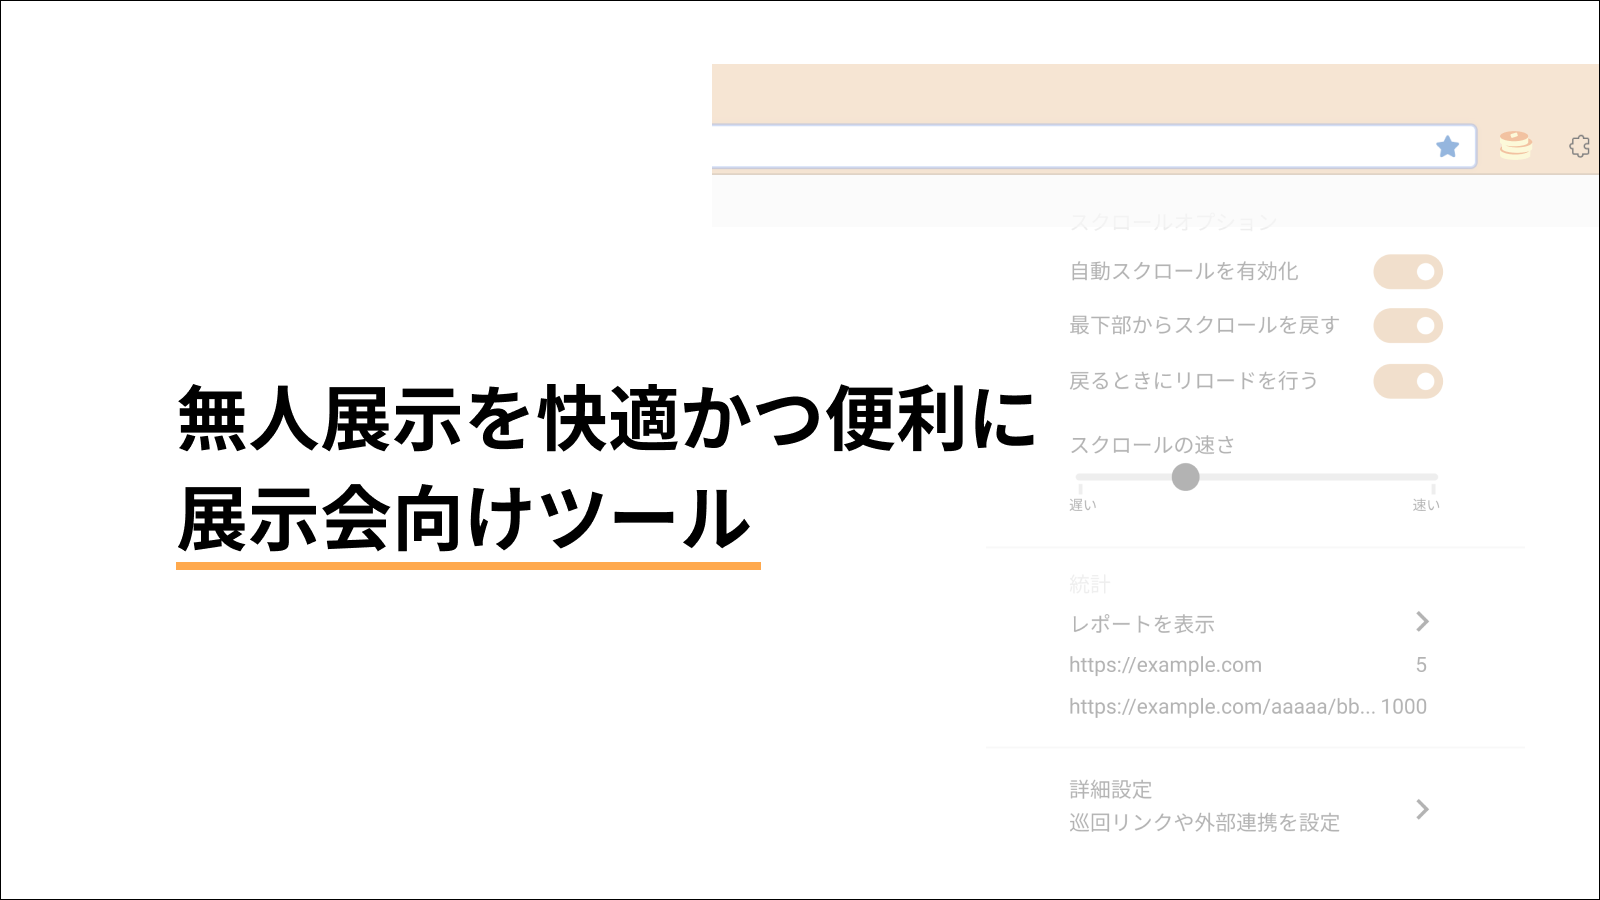 無人展示を快適かつ便利に
展示会向けツール
スクロールオプション
自動スクロールを有効化
最下部からスクロールを戻す
戻るときにリロードを行う
スクロールの速さ
遅い 速い
統計
レポートを表示
https://example.com 5
https://example.com/aaaaa/bb... 1000
詳細設定
巡回リンクや外部連携を設定